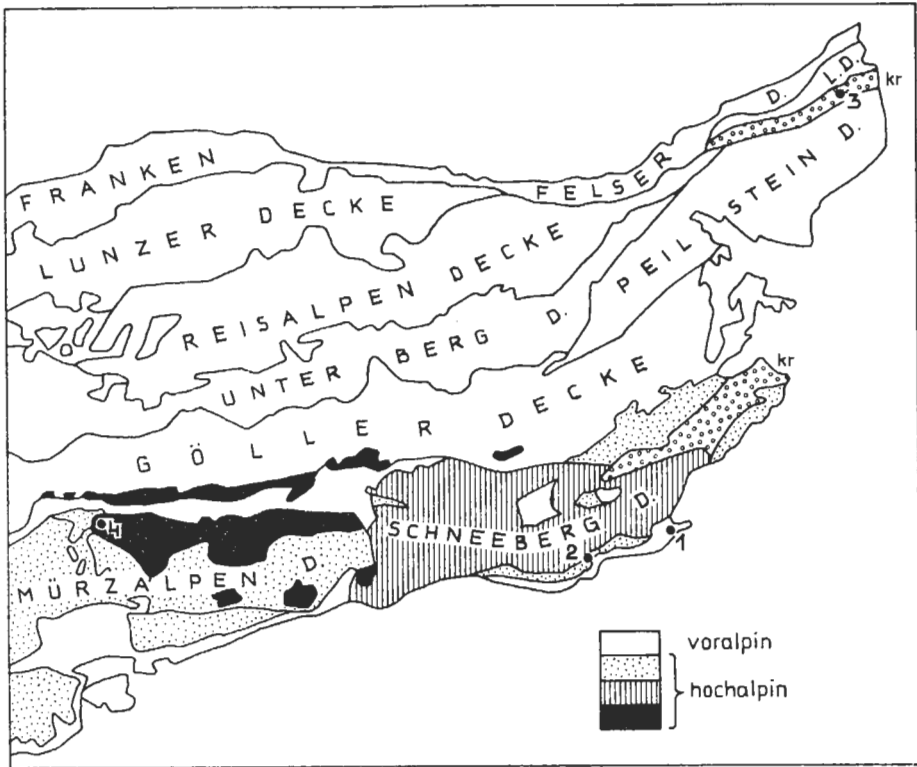 kr
L. D.
D.
3
FRANKEN
FELSER
STEIN D.
LUNZER DECKE
PEIL
REISALPEN DECKE
UNTER BERG D.
kr
GÖLLER DECKE
4
SCHNEEBERG D
1
2
MÜRZALPEN D.
voralpin
hochalpin